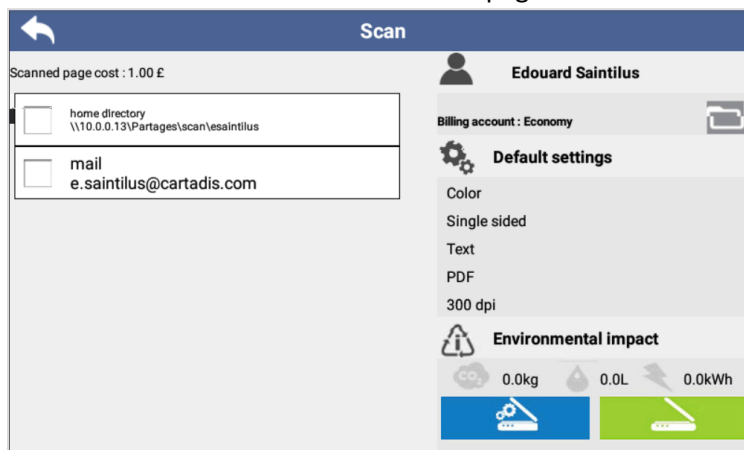 Scan
Scanned page cost : 1.00 £
home directory
\\10.0.0.13\Partages\scan\esaintilus
mail
e.saintilus@cartadis.com
Edouard Saintilus
Billing account : Economy
Default settings
Color
Single sided
Text
PDF
300 dpi
Environmental impact
CO2 0.0kg 0.0L 0.0kWh